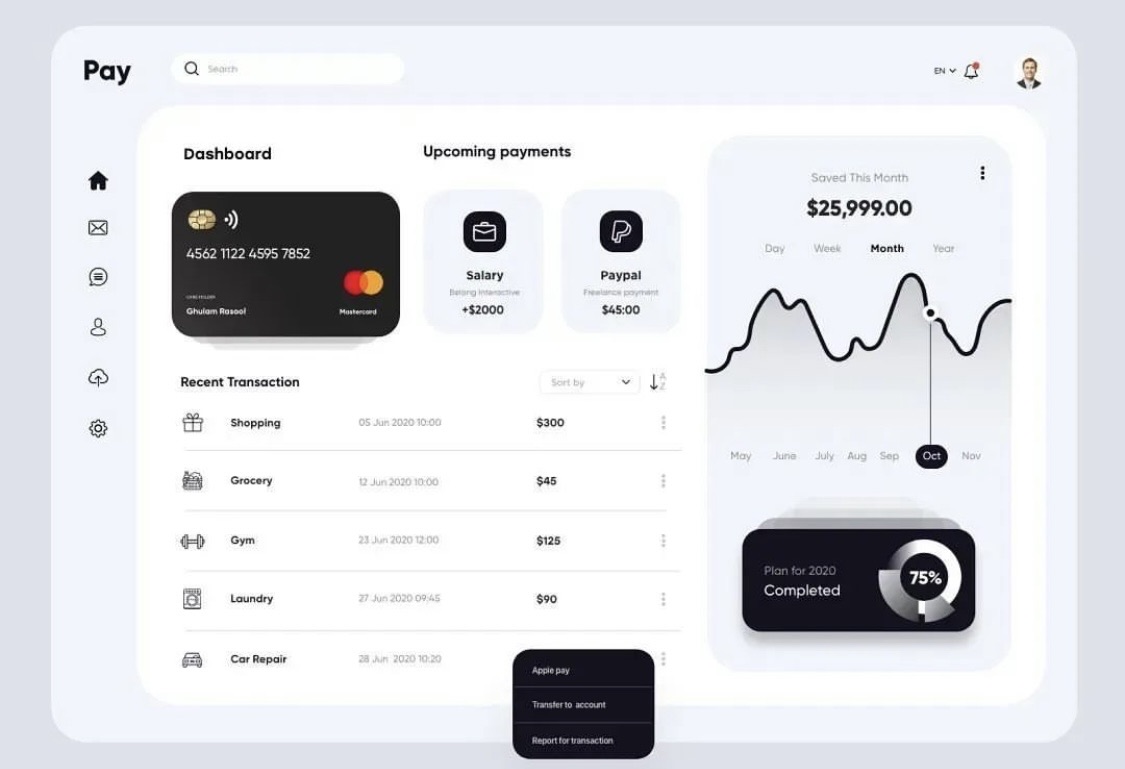 Pay
Search
EN
Dashboard
4562 1122 4595 7852
CARD HOLDER
Ghulam Rasool
Mastercard
Upcoming payments
Salary
Belong Interactive
+$2000
Paypal
Freelance payment
$45:00
Recent Transaction
Sort by
A
Z
Shopping 05 Jun 2020 10:00 $300
Grocery 12 Jun 2020 10:00 $45
Gym 23 Jun 2020 12:00 $125
Laundry 27 Jun 2020 09:45 $90
Car Repair 28 Jun 2020 10:20
Apple pay
Transfer to account
Report for transaction
Saved This Month
$25,999.00
Day Week Month Year
May June July Aug Sep Oct Nov
Plan for 2020
Completed
75%